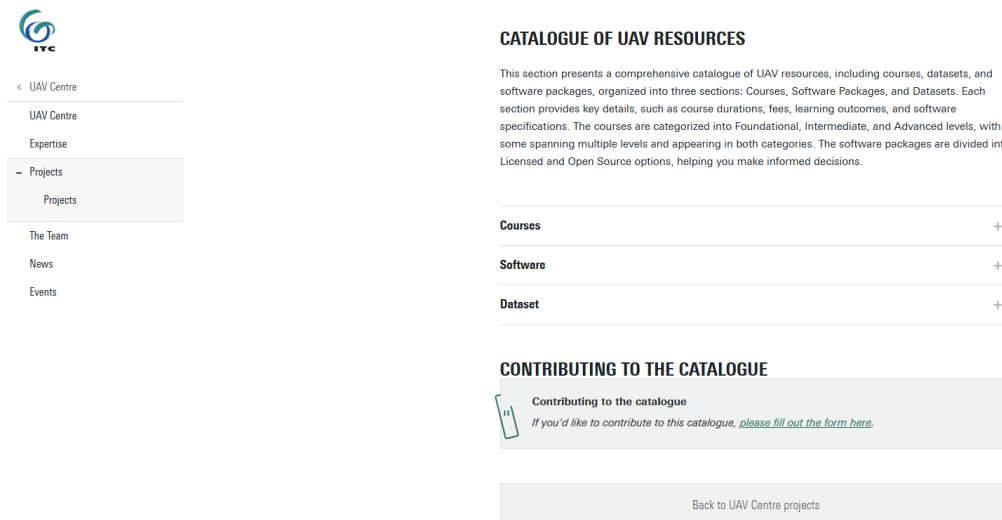 ITC
UAV Centre
UAV Centre
Expertise
Projects
Projects
The Team
News
Events
CATALOGUE OF UAV RESOURCES
This section presents a comprehensive catalogue of UAV resources, including courses, datasets, and
software packages, organized into three sections: Courses, Software Packages, and Datasets. Each
section provides key details, such as course durations, fees, learning outcomes, and software
specifications. The courses are categorized into Foundational, Intermediate, and Advanced levels, with
some spanning multiple levels and appearing in both categories. The software packages are divided int
Licensed and Open Source options, helping you make informed decisions.
Courses
Software
Dataset
CONTRIBUTING TO THE CATALOGUE
Contributing to the catalogue
If you'd like to contribute to this catalogue, please fill out the form here.
Back to UAV Centre projects